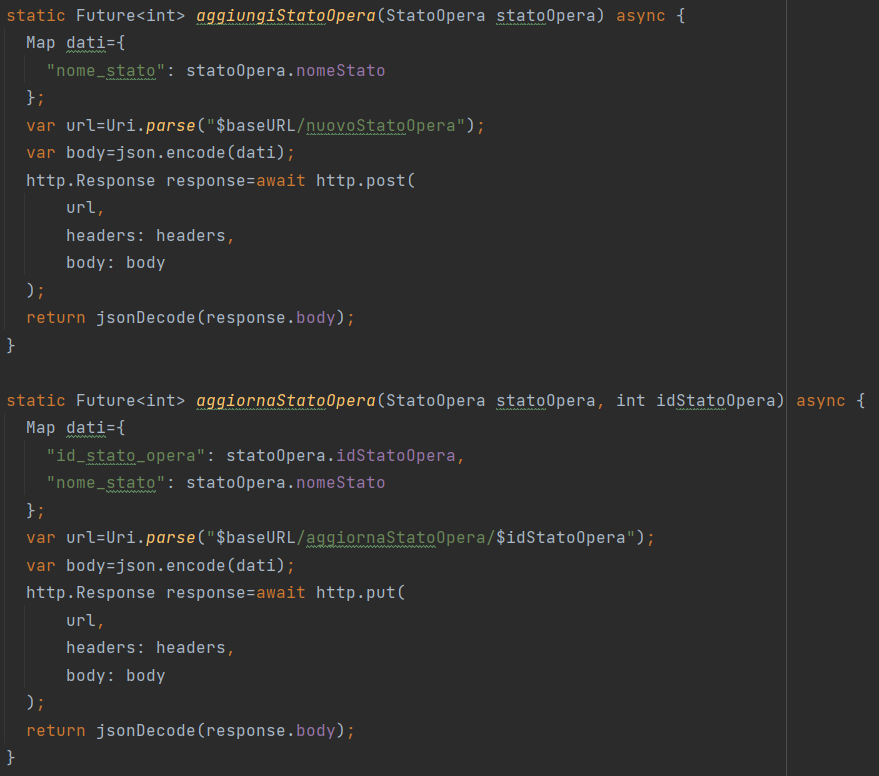 static Future<int> aggiungiStatoOpera(StatoOpera statoOpera) async {
Map dati={
"nome_stato": statoOpera.nomeStato
};
var url=Uri.parse("$baseURL/nuovoStatoOpera");
var body=json.encode(dati);
http.Response response=await http.post(
url,
headers: headers,
body: body
);
return jsonDecode(response.body);
}
static Future<int> aggiornaStatoOpera(StatoOpera statoOpera, int idStatoOpera) async {
Map dati={
"id_stato_opera": statoOpera.idStatoOpera,
"nome_stato": statoOpera.nomeStato
};
var url=Uri.parse("$baseURL/aggiornaStatoOpera/$idStatoOpera");
var body=json.encode(dati);
http.Response response=await http.put(
url,
headers: headers,
body: body
);
return jsonDecode(response.body);
}